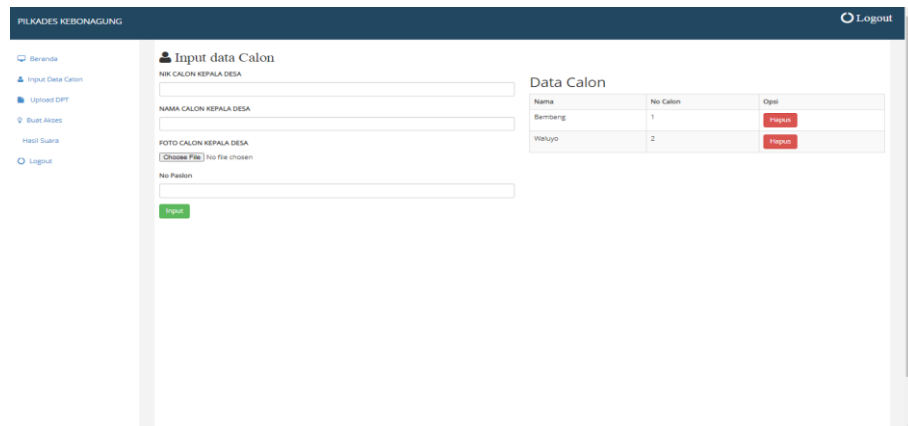 PILKADES KEBONAGUNG
Logout
Beranda
Input Data Calon
Upload DPT
Buat Akses
Hasil Suara
Logout
Input data Calon
NIK CALON KEPALA DESA
NAMA CALON KEPALA DESA
FOTO CALON KEPALA DESA
Choose File No file chosen
No Paslon
Input
Data Calon
Nama No Calon Opsi
Bambang 1 Hapus
Waluyo 2 Hapus